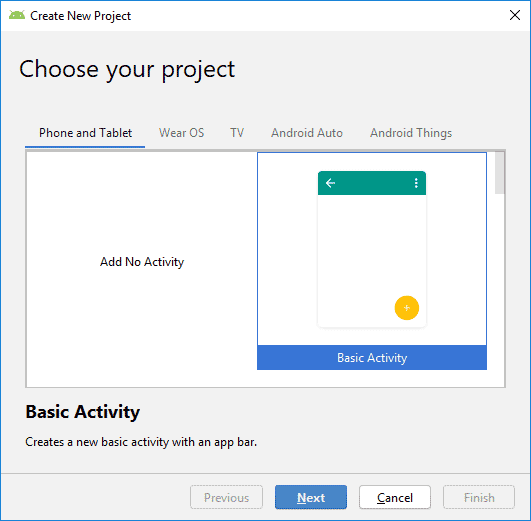 Create New Project
Choose your project
Phone and Tablet Wear OS TV Android Auto Android Things
Add No Activity
Basic Activity
Basic Activity
Creates a new basic activity with an app bar.
Previous Next Cancel Finish